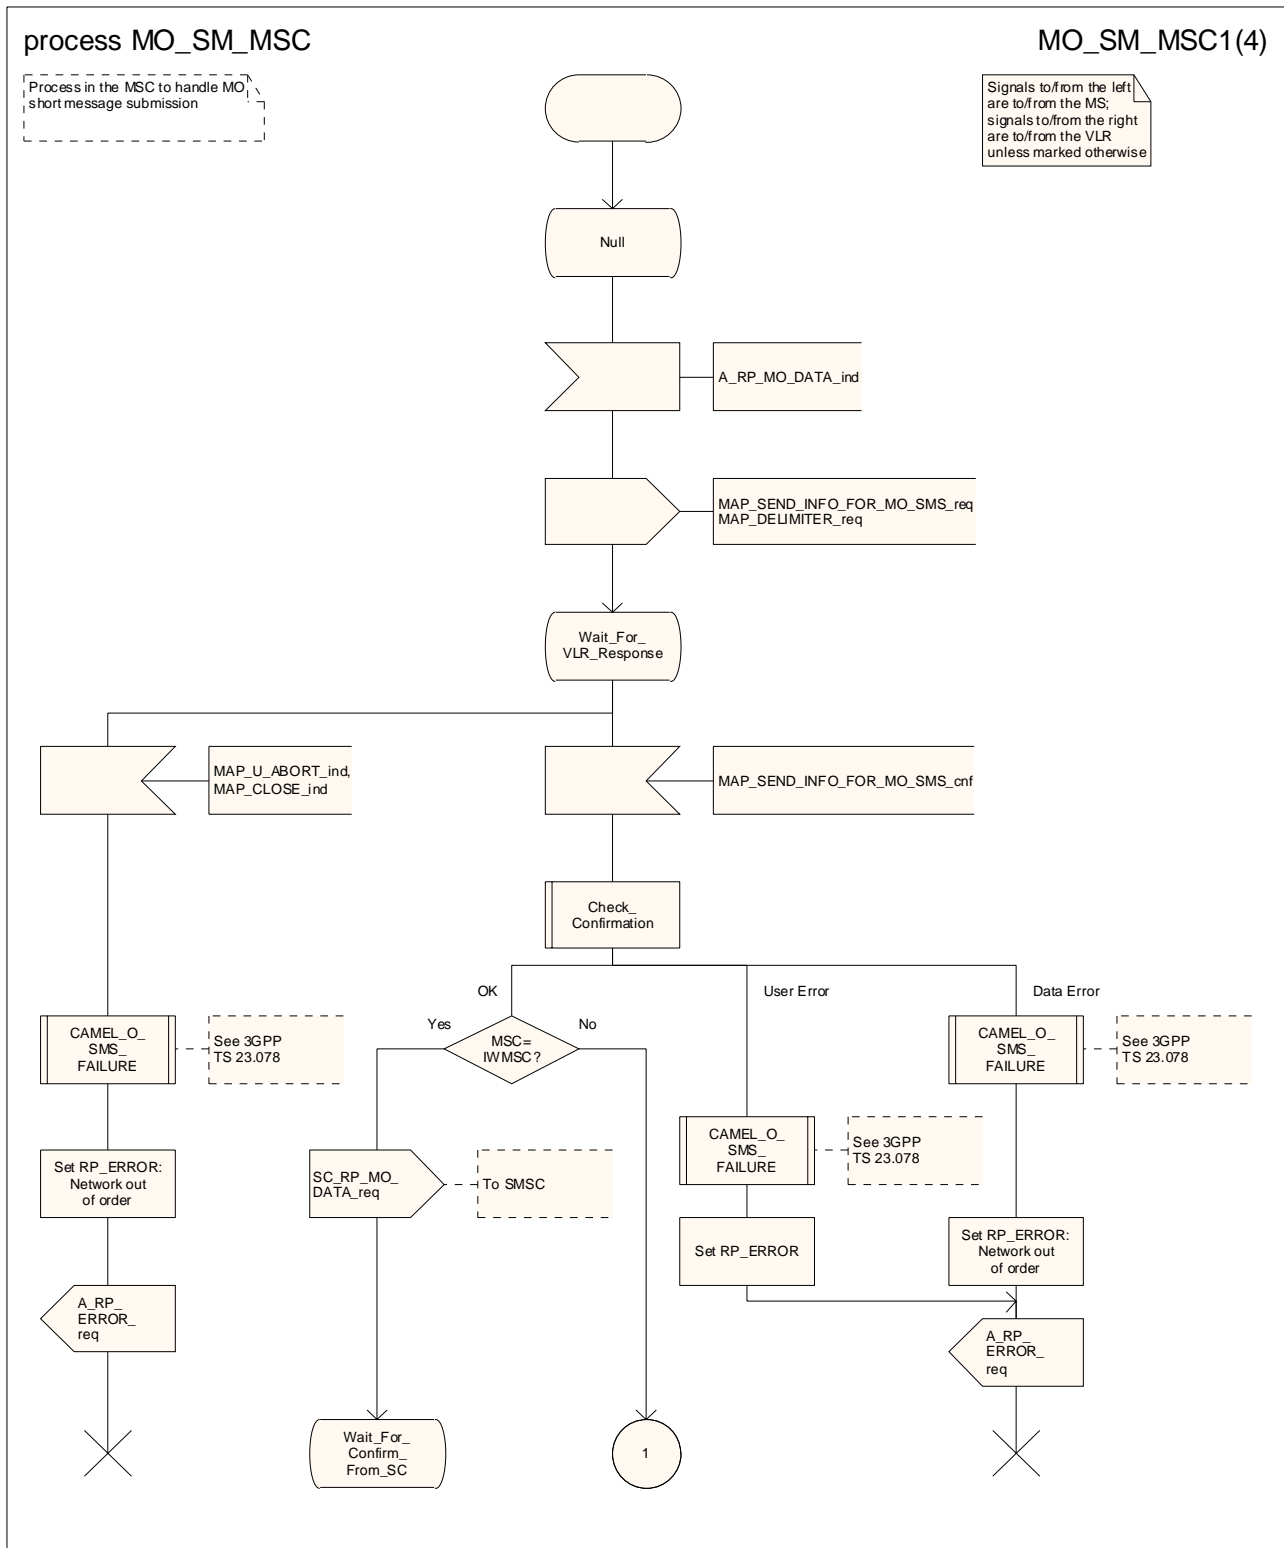 process MO_SM_MSC
MO_SM_MSC1(4)
Process in the MSC to handle MO
short message submission
Signals to/from the left
are to/from the MS;
signals to/from the right
are to/from the VLR
unless marked otherwise
Null
A_RP_MO_DATA_ind
MAP_SEND_INFO_FOR_MO_SMS_req
MAP_DELIMITER_req
Wait_For_
VLR_Response
MAP_U_ABORT_ind,
MAP_CLOSE_ind
MAP_SEND_INFO_FOR_MO_SMS_cnf
Check_
Confirmation
OK
User Error
Data Error
Yes
No
CAMEL_O_
SMS_
FAILURE
See 3GPP
TS 23.078
MSC=
IWMSC?
CAMEL_O_
SMS_
FAILURE
See 3GPP
TS 23.078
CAMEL_O_
SMS_
FAILURE
See 3GPP
TS 23.078
Set RP_ERROR:
Network out
of order
SC_RP_MO_
DATA_req
To SMSC
Set RP_ERROR
Set RP_ERROR:
Network out
of order
A_RP_
ERROR_
req
A_RP_
ERROR_
req
Wait_For_
Confirm_
From_SC
1